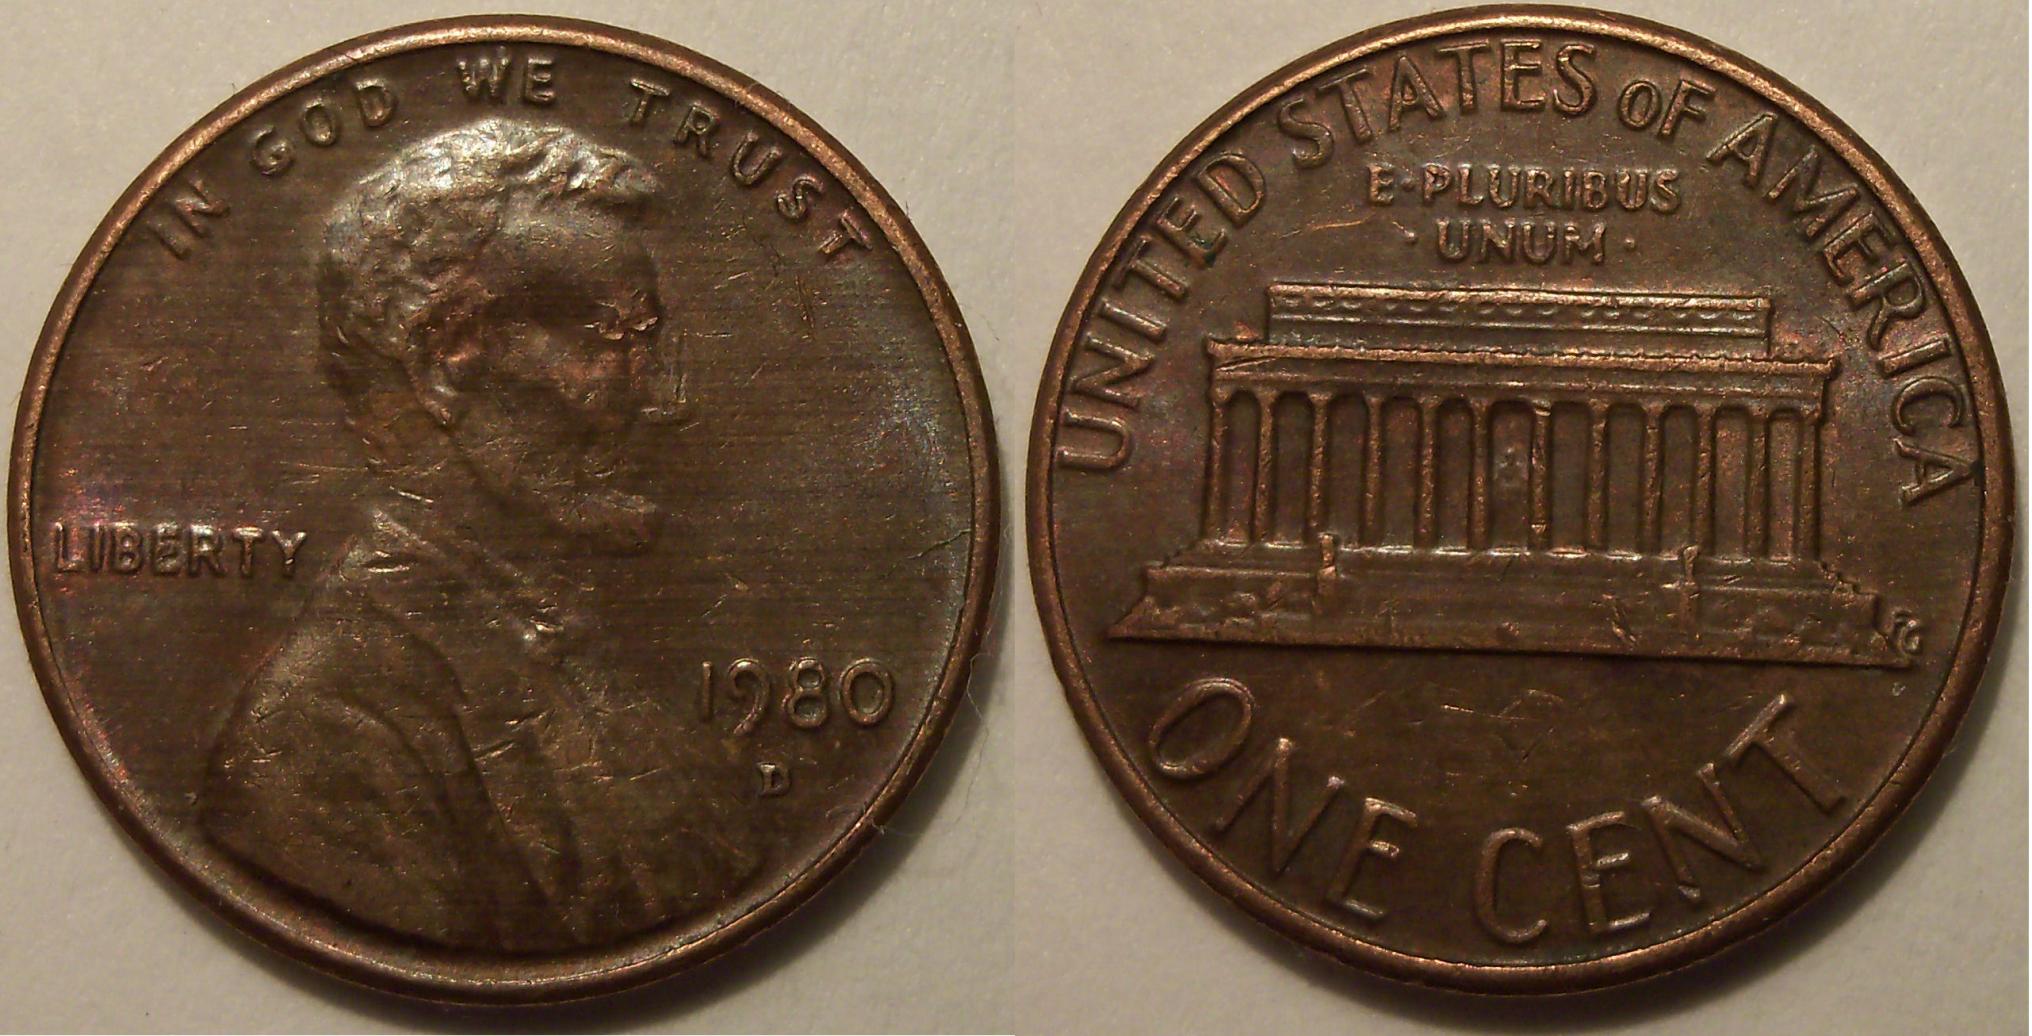 IN GOD WE TRUST
LIBERTY
1980
D
UNITED STATES OF AMERICA
E·PLURIBUS
·UNUM·
FG
ONE CENT